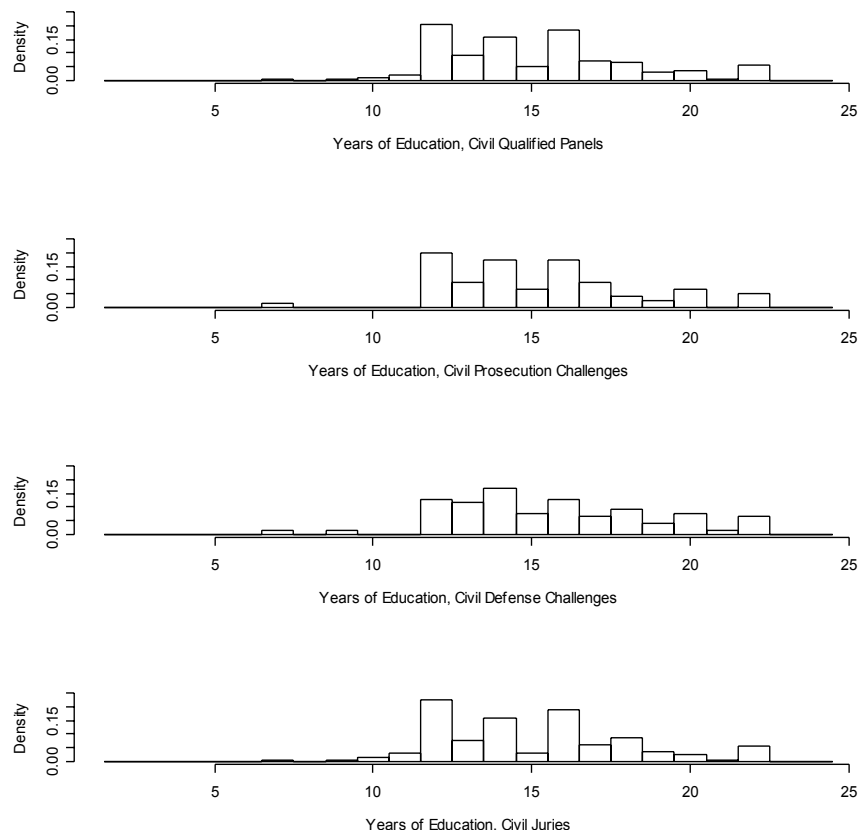 Density
0.00 0.15
5 10 15 20 25
Years of Education, Civil Qualified Panels
Density
0.00 0.15
5 10 15 20 25
Years of Education, Civil Prosecution Challenges
Density
0.00 0.15
5 10 15 20 25
Years of Education, Civil Defense Challenges
Density
0.00 0.15
5 10 15 20 25
Years of Education, Civil Juries